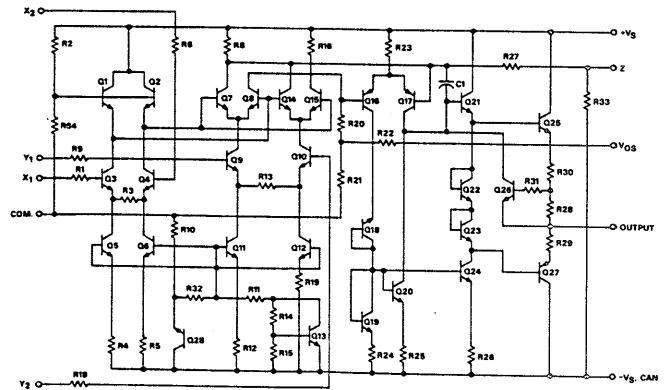 X2
R2
R6
R8
R16
R23
+VS
R27
Z
C1
Q1
Q2
Q7
Q8
Q14
Q15
Q16
Q17
Q21
Q25
R33
R54
R20
R22
VOS
Y1
R9
Q9
Q10
R30
X1
R1
Q3
R3
Q4
R13
R21
Q22
Q26
R31
R28
COM.
OUTPUT
R10
Q18
Q23
R29
Q5
Q6
Q11
Q12
Q24
Q27
R19
R32
R11
Q20
R14
Q13
Q19
R4
R5
Q28
R12
R15
R24
R25
R26
Y2
R18
-VS. CAN